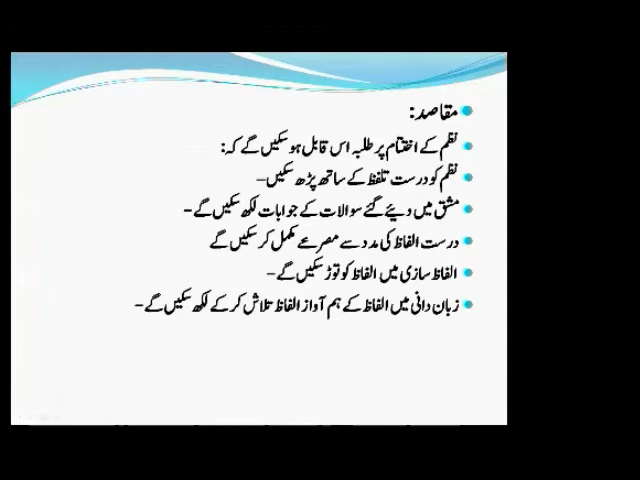 مقاصد:
نظم کے اختتام پر طلبہ اس قابل ہو سکیں گے کہ:
نظم کو درست تلفظ کے ساتھ پڑھ سکیں–
مشق میں دیئے گئے سوالات کے جوابات لکھ سکیں گے –
درست الفاظ کی مدد سے مصرعے مکمل کر سکیں گے
الفاظ سازی میں الفاظ کو توڑ سکیں گے –
زبان دانی میں الفاظ کے ہم آواز الفاظ تلاش کر کے لکھ سکیں گے –